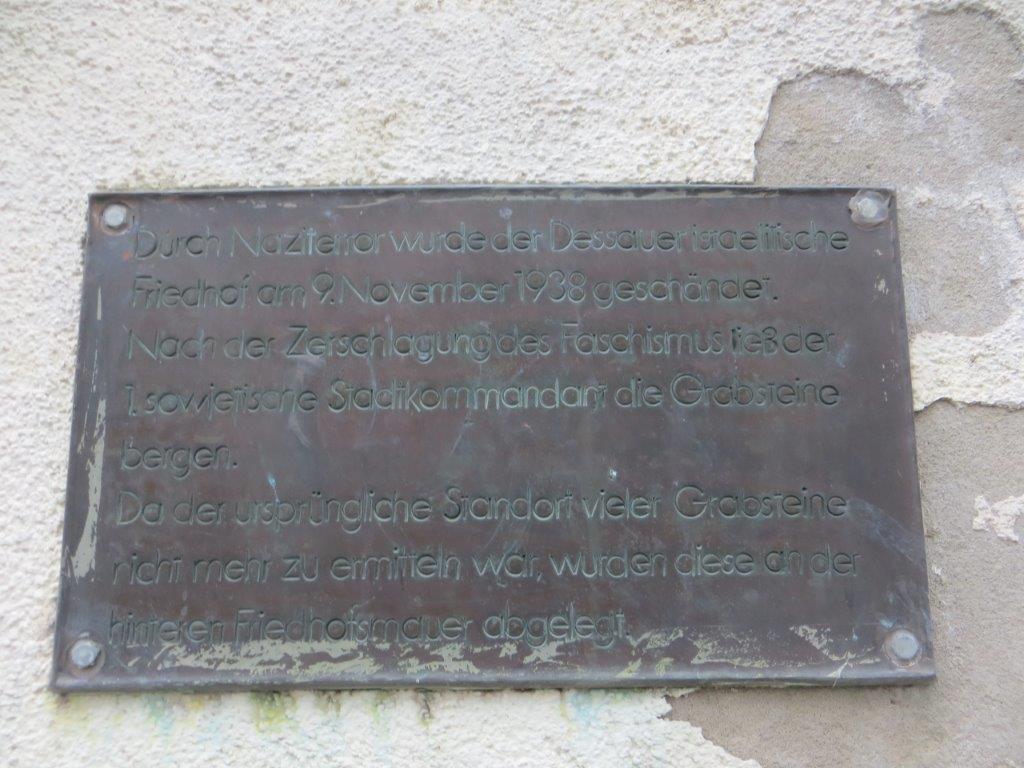 Durch Naziterror wurde der Dessauer israelitische
Friedhof am 9. November 1938 geschändet.
Nach der Zerschlagung des Faschismus ließ der
1. sowjetische Stadtkommandant die Grabsteine
bergen.
Da der ursprüngliche Standort vieler Grabsteine
nicht mehr zu ermitteln war, wurden diese an der
hinteren Friedhofsmauer abgelegt.